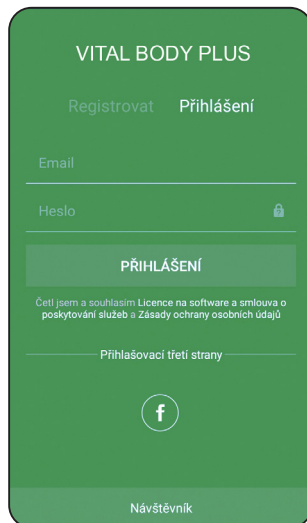 VITAL BODY PLUS
Registrovat Přihlášení
Email
Heslo
PŘIHLÁŠENÍ
Četl jsem a souhlasím Licence na software a smlouva o
poskytování služeb a Zásady ochrany osobních údajů
Přihlašovací třetí strany
f
Návštěvník